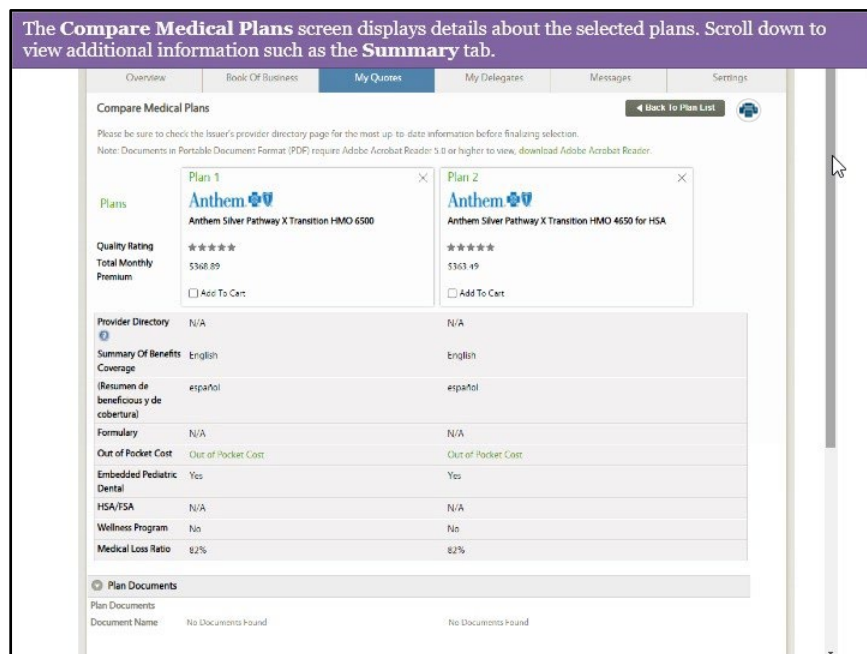 The Compare Medical Plans screen displays details about the selected plans. Scroll down to
view additional information such as the Summary tab.
Overview Book Of Business My Quotes My Delegates Messages Settings
Compare Medical Plans Back To Plan List
Please be sure to check the Issuer's provider directory page for the most up-to-date information before finalizing selection.
Note: Documents in Portable Document Format (PDF) require Adobe Acrobat Reader 5.0 or higher to view, download Adobe Acrobat Reader.
Plan 1 Plan 2
Plans Anthem Anthem
Anthem Silver Pathway X Transition HMO 6500 Anthem Silver Pathway X Transition HMO 4650 for HSA
Quality Rating
Total Monthly
Premium
$368.89 $363.49
Add To Cart Add To Cart
Provider Directory N/A N/A
Summary Of Benefits
Coverage
English English
(Resumen de
beneficious y de
cobertura)
español español
Formulary N/A N/A
Out of Pocket Cost Out of Pocket Cost Out of Pocket Cost
Embedded Pediatric
Dental
Yes Yes
HSA/FSA N/A N/A
Wellness Program No No
Medical Loss Ratio 82% 82%
Plan Documents
Plan Documents
Document Name No Documents Found No Documents Found